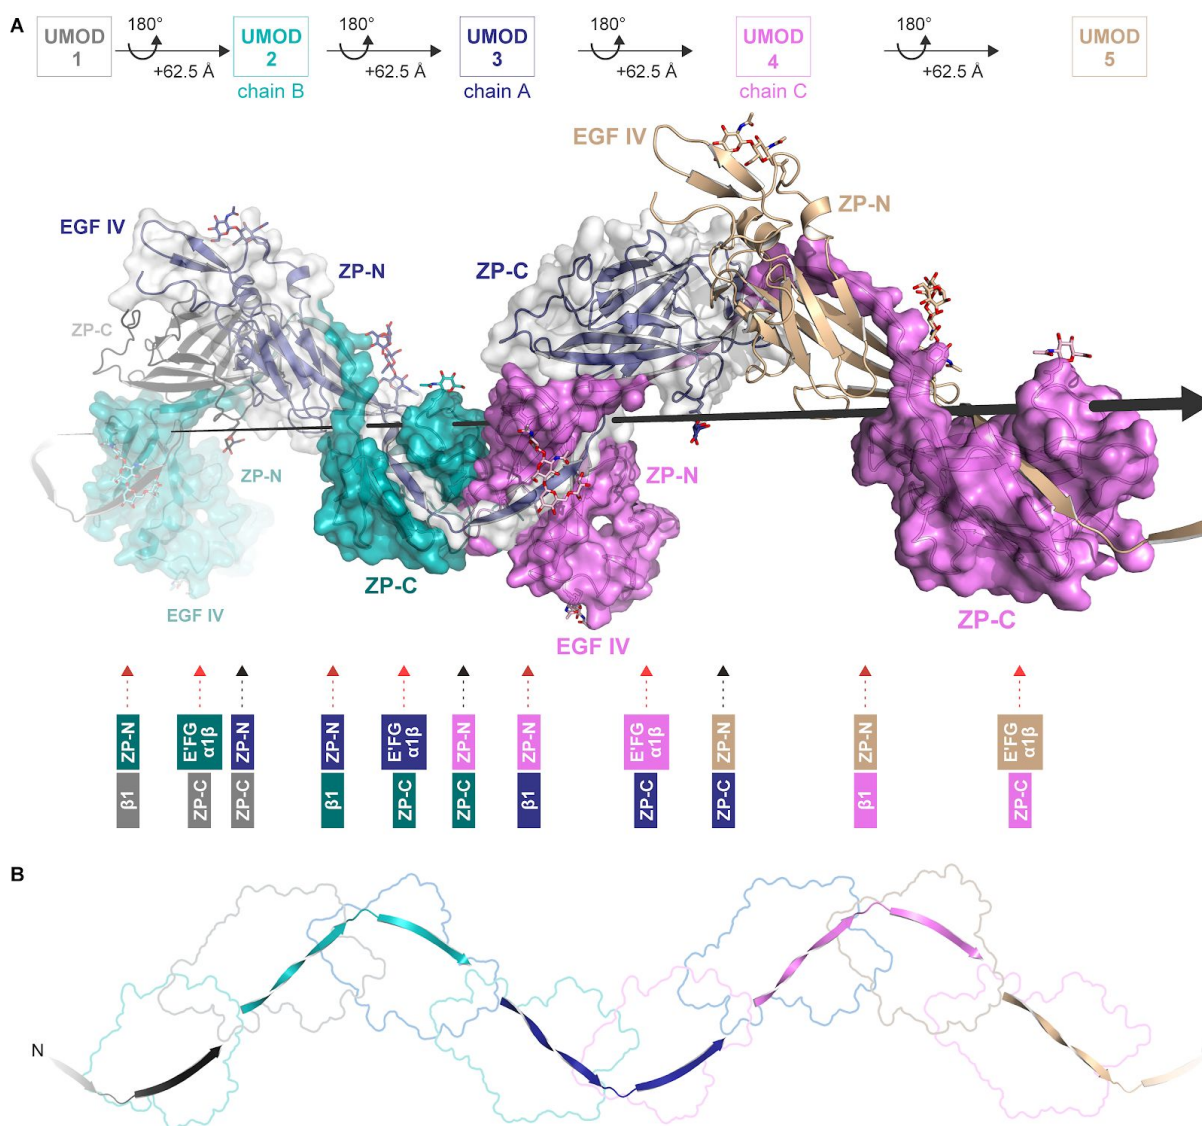 A
UMOD
1
180°
+62.5 Å
UMOD
2
chain B
180°
+62.5 Å
UMOD
3
chain A
180°
+62.5 Å
UMOD
4
chain C
180°
+62.5 Å
UMOD
5
EGF IV
ZP-N
EGF IV
ZP-N
ZP-C
ZP-C
ZP-N
ZP-N
EGF IV
ZP-C
EGF IV
ZP-C
ZP-N
β1
E'FG
α1β
ZP-C
ZP-N
ZP-C
ZP-N
β1
E'FG
α1β
ZP-C
ZP-N
ZP-C
ZP-N
β1
E'FG
α1β
ZP-C
ZP-N
ZP-C
ZP-N
β1
E'FG
α1β
ZP-C
B
N